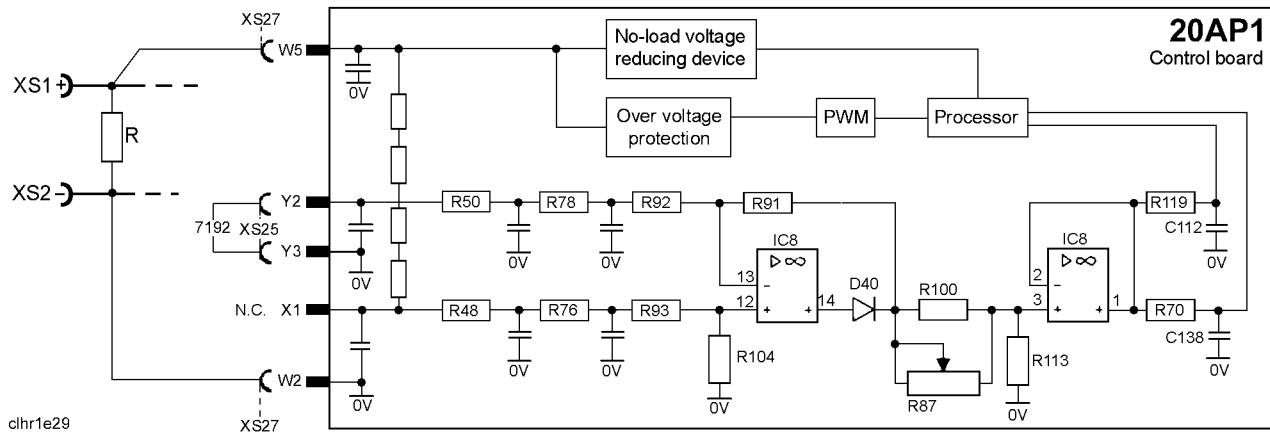 XS27
W5
No-load voltage
reducing device
20AP1
Control board
XS1 +
0V
Over voltage
protection
PWM
Processor
R
XS2 −
Y2
R50
R78
R92
R91
R119
7192
XS25
0V
0V
IC8
IC8
C112
Y3
0V
▷ ∞
▷ ∞
0V
13
−
D40
2
−
R100
N.C. X1
R48
R76
R93
12
+
+
14
3
+
+
1
R70
0V
0V
R104
R113
C138
0V
W2
R87
0V
0V
0V
clhr1e29
XS27